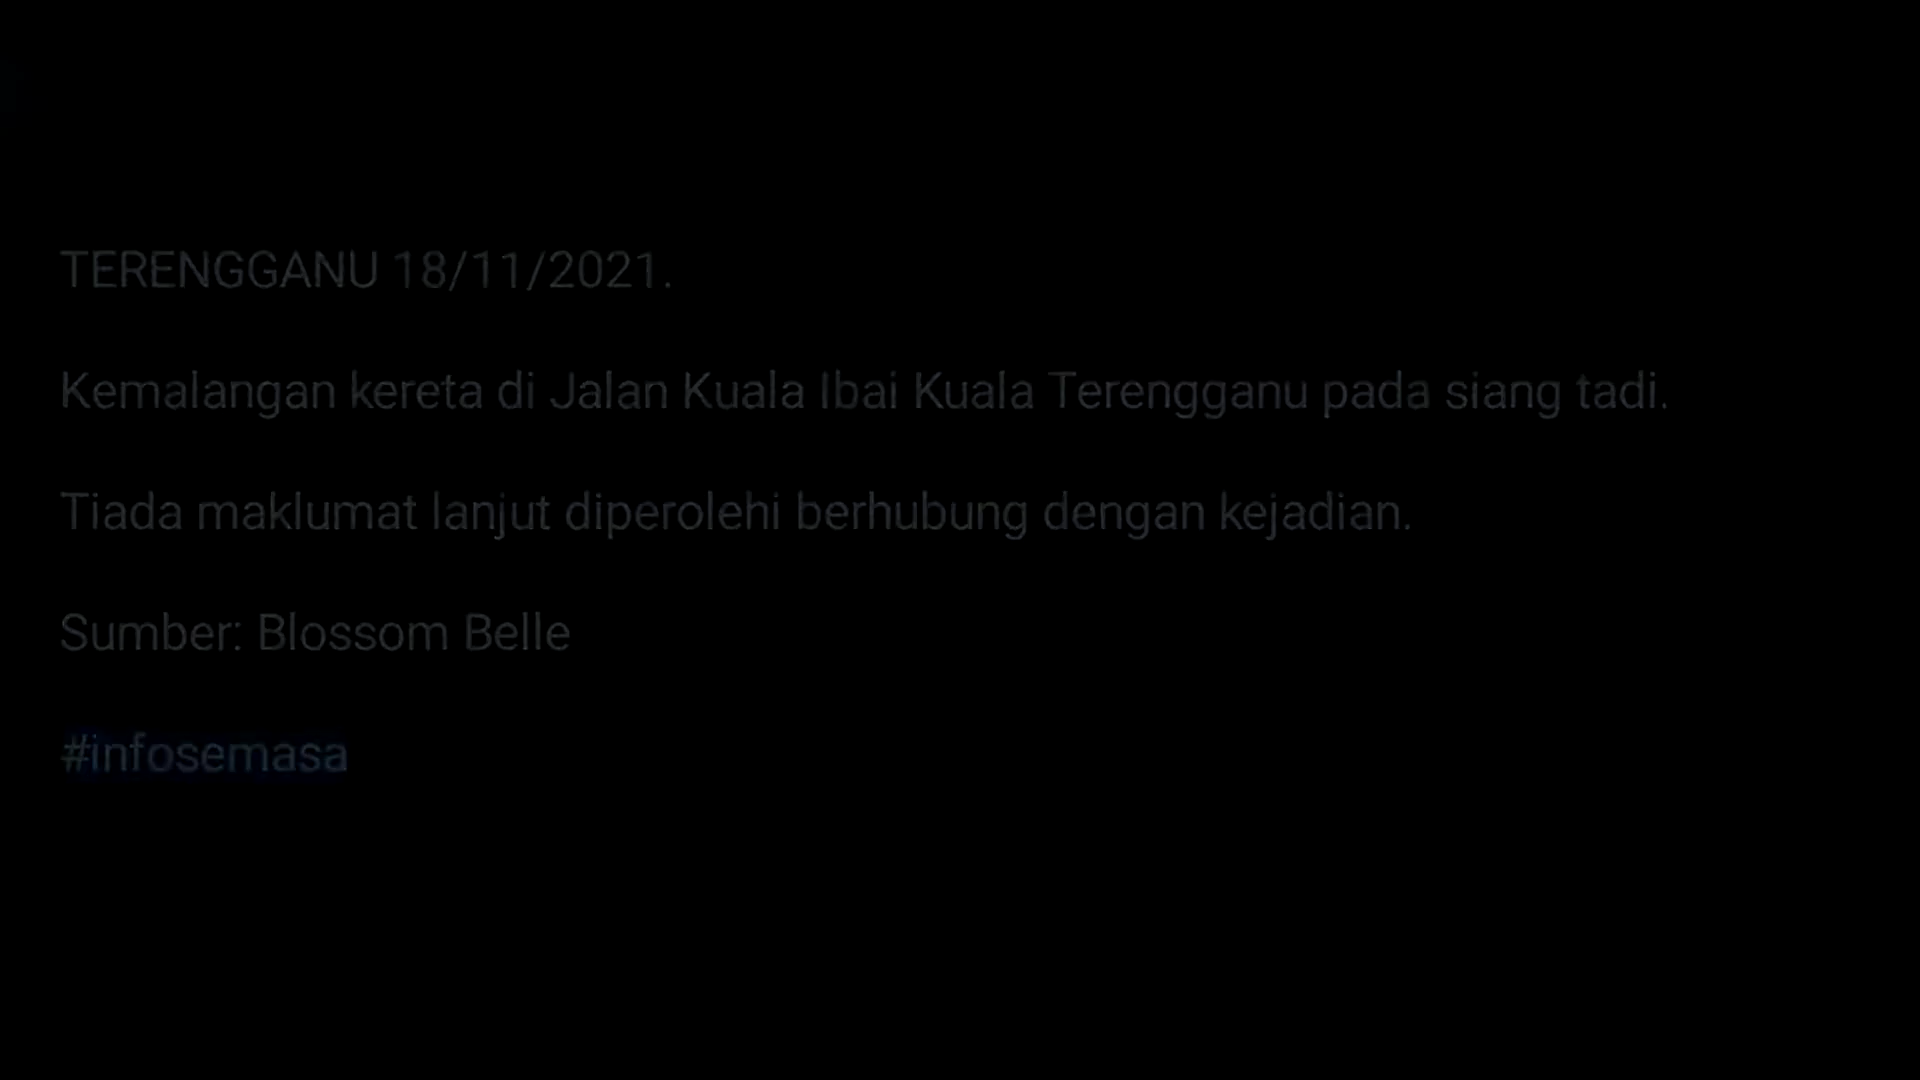 TERENGGANU 18/11/2021.
Kemalangan kereta di Jalan Kuala Ibai Kuala Terengganu pada siang tadi.
Tiada maklumat lanjut diperolehi berhubung dengan kejadian.
Sumber: Blossom Belle
#infosemasa